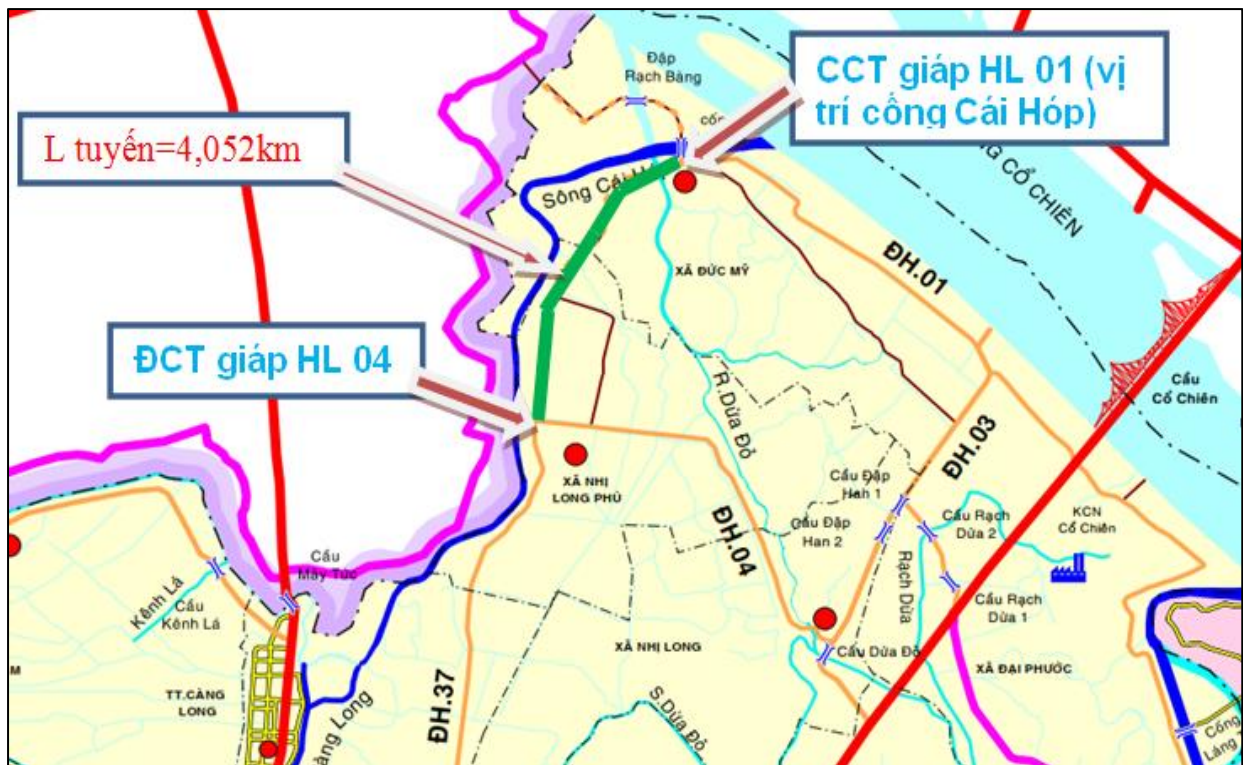 CCT giáp HL 01 (vị
trí cống Cái Hóp)
Đập
Rạch Bàng
L tuyến=4,052km
Sông Cái
CỔ CHIÊN
XÃ ĐỨC MỸ
ĐH.01
ĐCT giáp HL 04
Cầu
Cổ Chiên
R.Dừa Đỏ
ĐH.03
XÃ NHỊ
LONG PHÚ
Cầu Đập
Hah 1
KCN
Cổ Chiên
Cầu Rạch
Dừa 2
ĐH.04
Cầu Đập
Han 2
Rạch Dừa
Cầu
Mây Tức
Kênh Lá
Cầu
Kênh Lá
Cầu Rạch
Dừa 1
XÃ NHỊ LONG
Cầu Dừa Đỏ
XÃ ĐẠI PHƯỚC
M
TT.CÀNG
LONG
àng Long
ĐH.37
S.Dừa Đỏ
Cống
Láng T